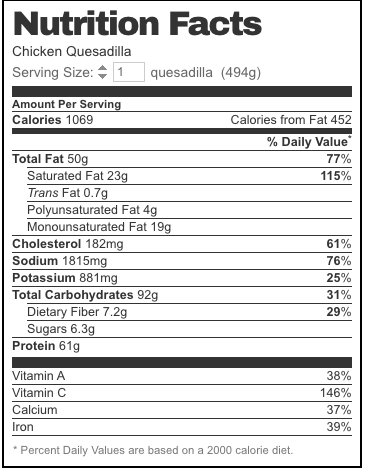 Nutrition Facts
Chicken Quesadilla
Serving Size: 1 quesadilla (494g)
Amount Per Serving
Calories 1069 Calories from Fat 452
% Daily Value*
Total Fat 50g 77%
Saturated Fat 23g 115%
Trans Fat 0.7g
Polyunsaturated Fat 4g
Monounsaturated Fat 19g
Cholesterol 182mg 61%
Sodium 1815mg 76%
Potassium 881mg 25%
Total Carbohydrates 92g 31%
Dietary Fiber 7.2g 29%
Sugars 6.3g
Protein 61g
Vitamin A 38%
Vitamin C 146%
Calcium 37%
Iron 39%
* Percent Daily Values are based on a 2000 calorie diet.